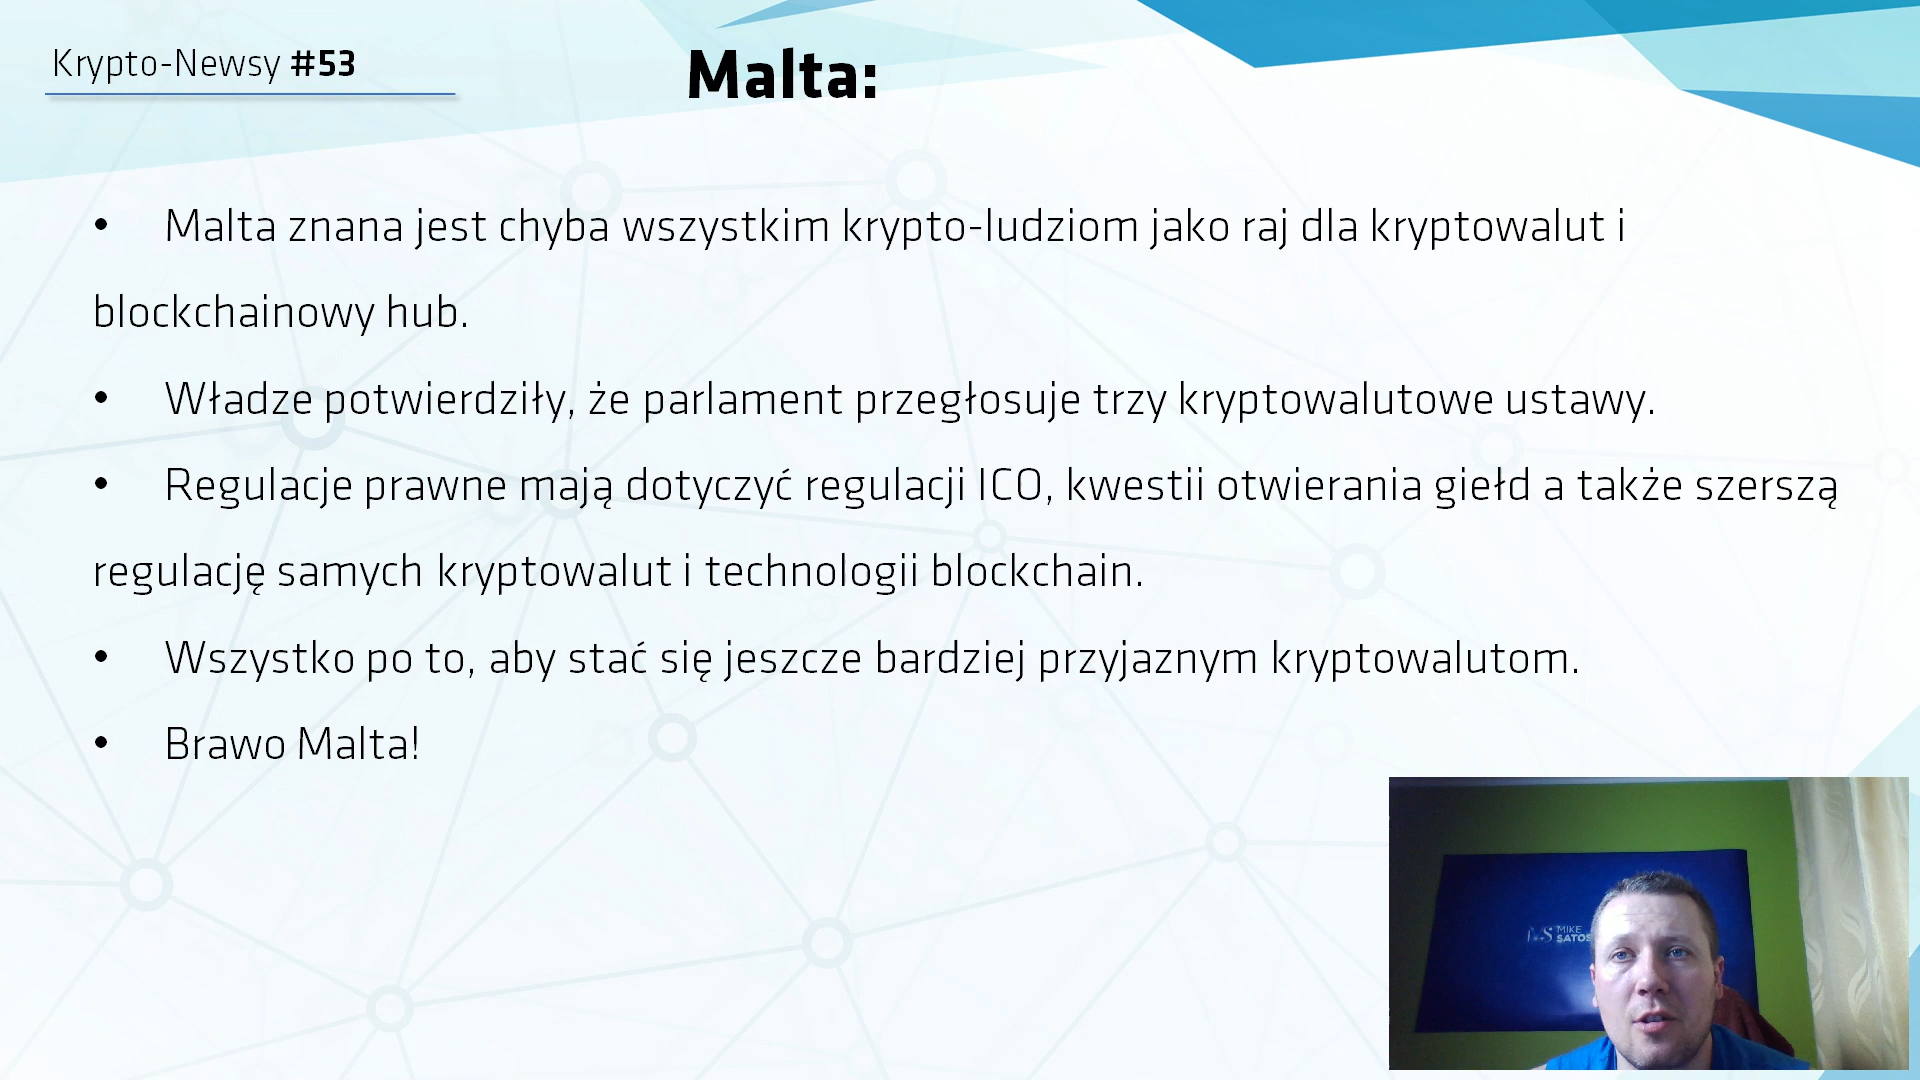 Krypto-Newsy #53
Malta:
• Malta znana jest chyba wszystkim krypto-ludziom jako raj dla kryptowalut i
blockchainowy hub.
• Władze potwierdziły, że parlament przegłosuje trzy kryptowalutowe ustawy.
• Regulacje prawne mają dotyczyć regulacji ICO, kwestii otwierania giełd a także szerszą
regulację samych kryptowalut i technologii blockchain.
• Wszystko po to, aby stać się jeszcze bardziej przyjaznym kryptowalutom.
• Brawo Malta!
MIKE